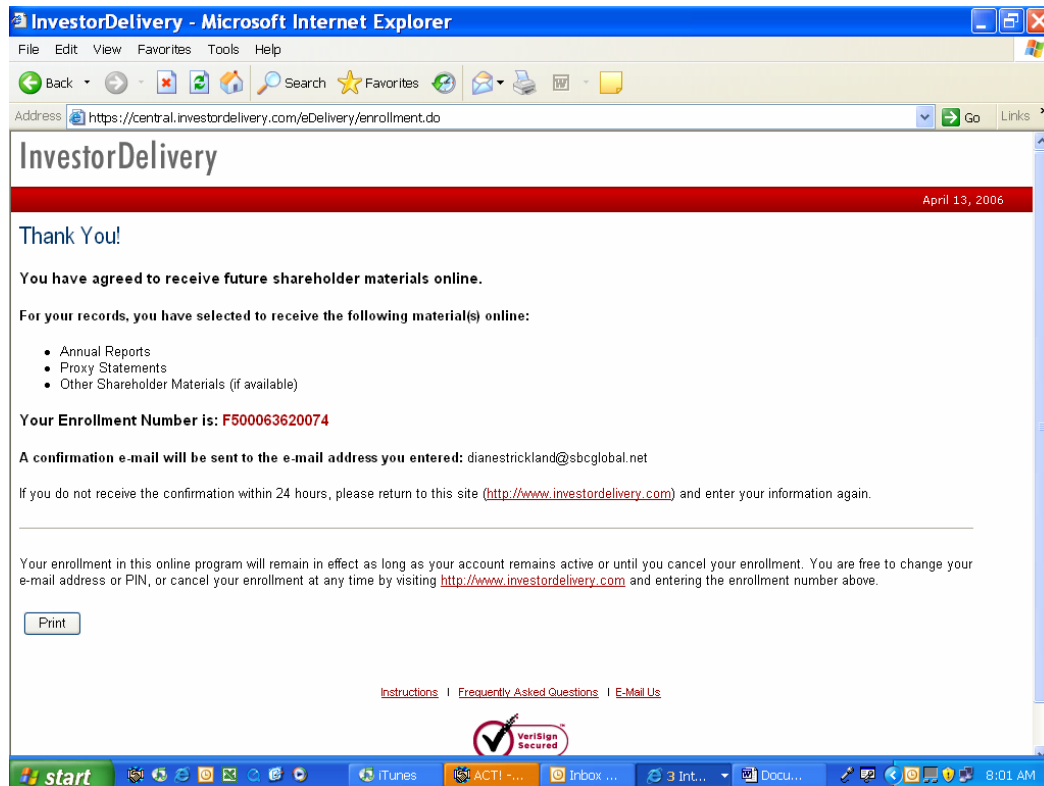 InvestorDelivery - Microsoft Internet Explorer
File Edit View Favorites Tools Help
Back Search Favorites
Address https://central.investordelivery.com/eDelivery/enrollment.do Go Links
InvestorDelivery
April 13, 2006
Thank You!
You have agreed to receive future shareholder materials online.
For your records, you have selected to receive the following material(s) online:
• Annual Reports
• Proxy Statements
• Other Shareholder Materials (if available)
Your Enrollment Number is: F500063620074
A confirmation e-mail will be sent to the e-mail address you entered: dianestrickland@sbcglobal.net
If you do not receive the confirmation within 24 hours, please return to this site (http://www.investordelivery.com) and enter your information again.
Your enrollment in this online program will remain in effect as long as your account remains active or until you cancel your enrollment. You are free to change your
e-mail address or PIN, or cancel your enrollment at any time by visiting http://www.investordelivery.com and entering the enrollment number above.
Print
Instructions | Frequently Asked Questions | E-Mail Us
VeriSign
Secured
start iTunes ACT! -... Inbox ... 3 Int... Docu... 8:01 AM